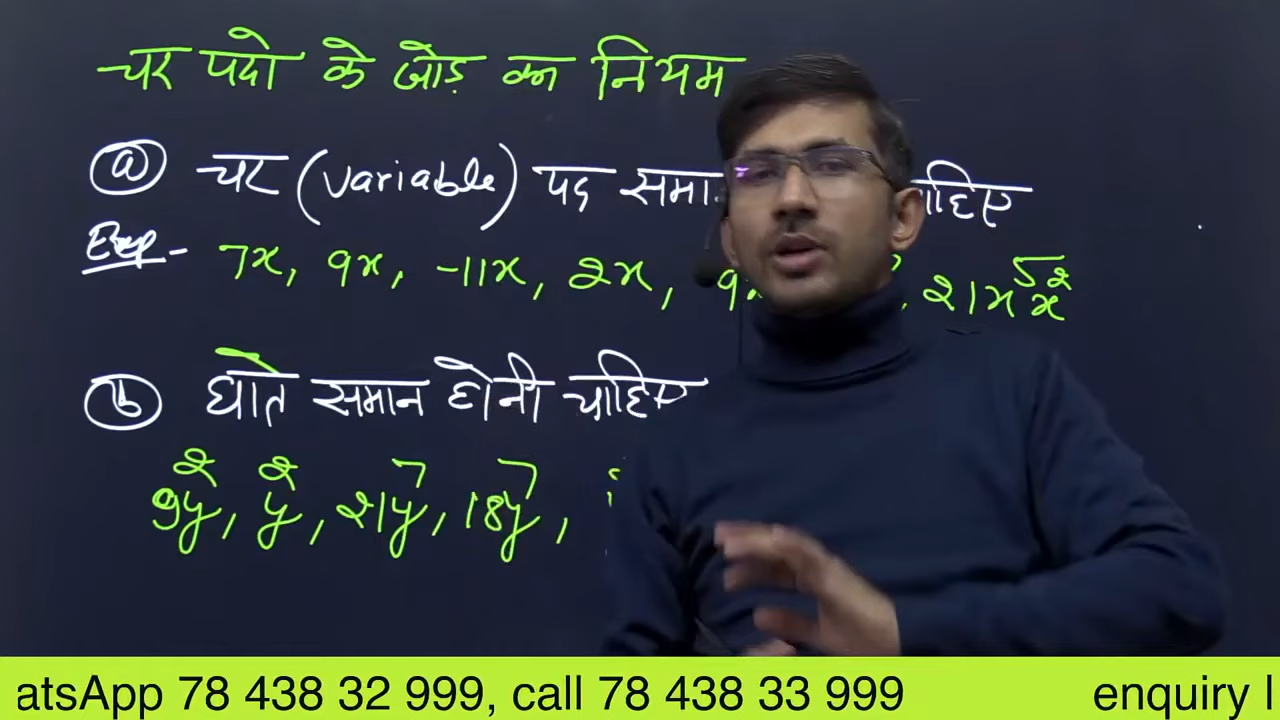 चर पदो के जोड़ का नियम
ⓐ चर (variable) पद चाहिए
Exp- 7x, 9x, -11x, 2x, , 21x⁵x²
ⓑ घाते समान होनी चाहिए
9y², y², 21y⁷, 18y⁷,
atsApp 78 438 32 999, call 78 438 33 999 enquiry